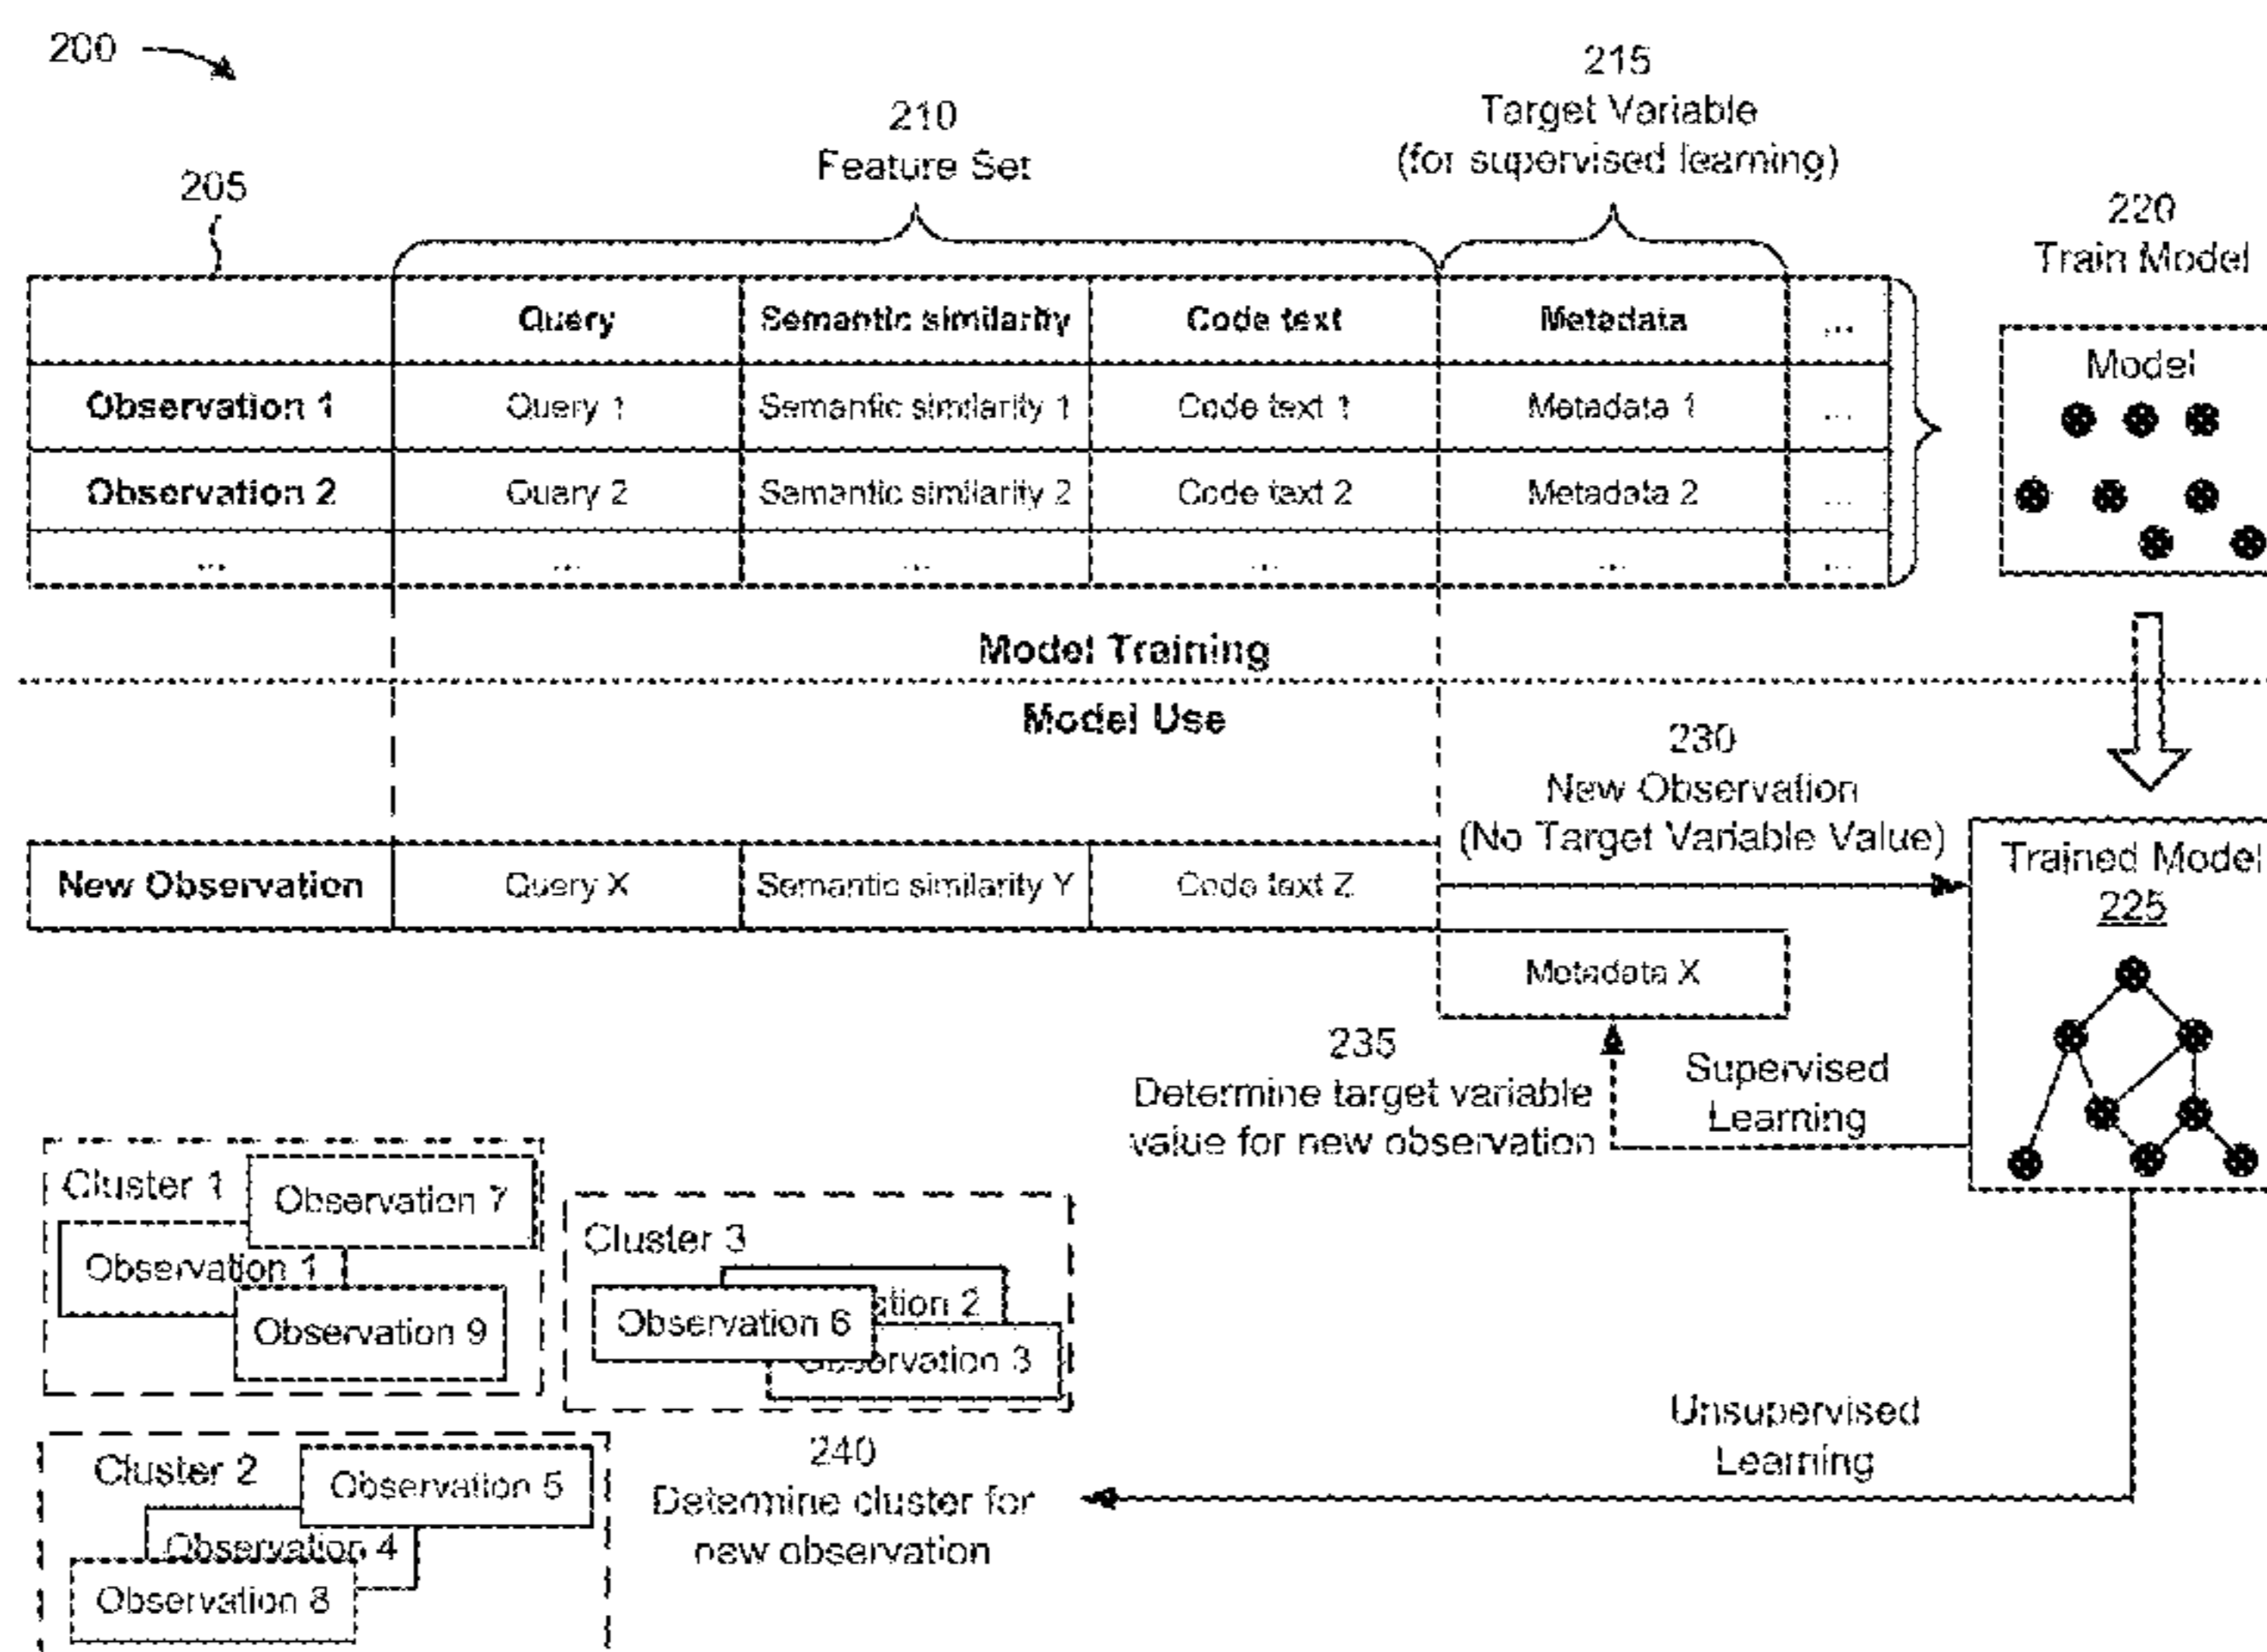 200
215
Target Variable
(for supervised learning)
210
Feature Set
205
220
Train Model
Query Semantic similarity Code text Metadata ...
Observation 1 Query 1 Semantic similarity 1 Code text 1 Metadata 1 ...
Observation 2 Query 2 Semantic similarity 2 Code text 2 Metadata 2 ...
... ... ... ... ... ...
Model
Model Training
Model Use
230
New Observation
(No Target Variable Value)
New Observation Query X Semantic similarity Y Code text Z
Metadata X
Trained Model
225
235
Determine target variable
value for new observation
Supervised
Learning
Cluster 1
Observation 7
Observation 1
Observation 9
Cluster 3
tion 2
Observation 6
Observation 3
Unsupervised
Learning
Cluster 2
Observation 5
Observation 4
Observation 8
240
Determine cluster for
new observation